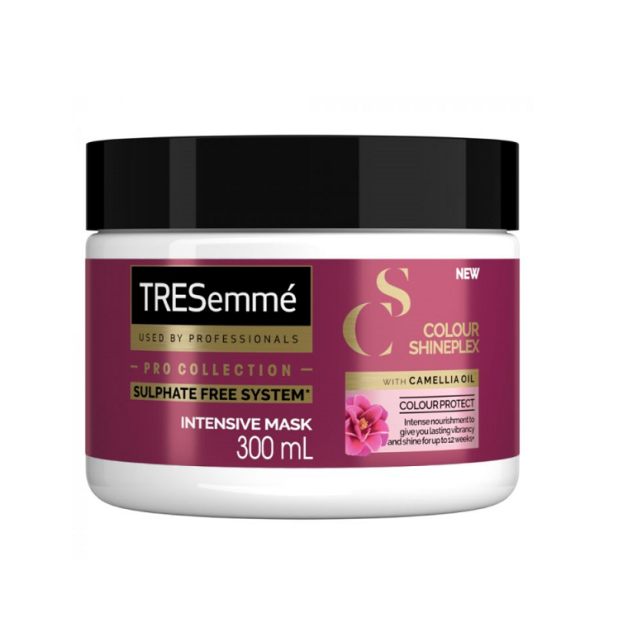 TRESemmé
USED BY PROFESSIONALS
PRO COLLECTION
SULPHATE FREE SYSTEM*
INTENSIVE MASK
300 mL
NEW
CS
COLOUR
SHINEPLEX
WITH CAMELLIA OIL
COLOUR PROTECT
Intense nourishment to
give you lasting vibrancy
and shine for up to 12 weeks^